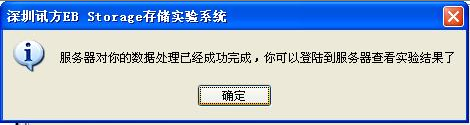 深圳讯方EB Storage存储实验系统
服务器对你的数据处理已经成功完成，你可以登陆到服务器查看实验结果了
确定